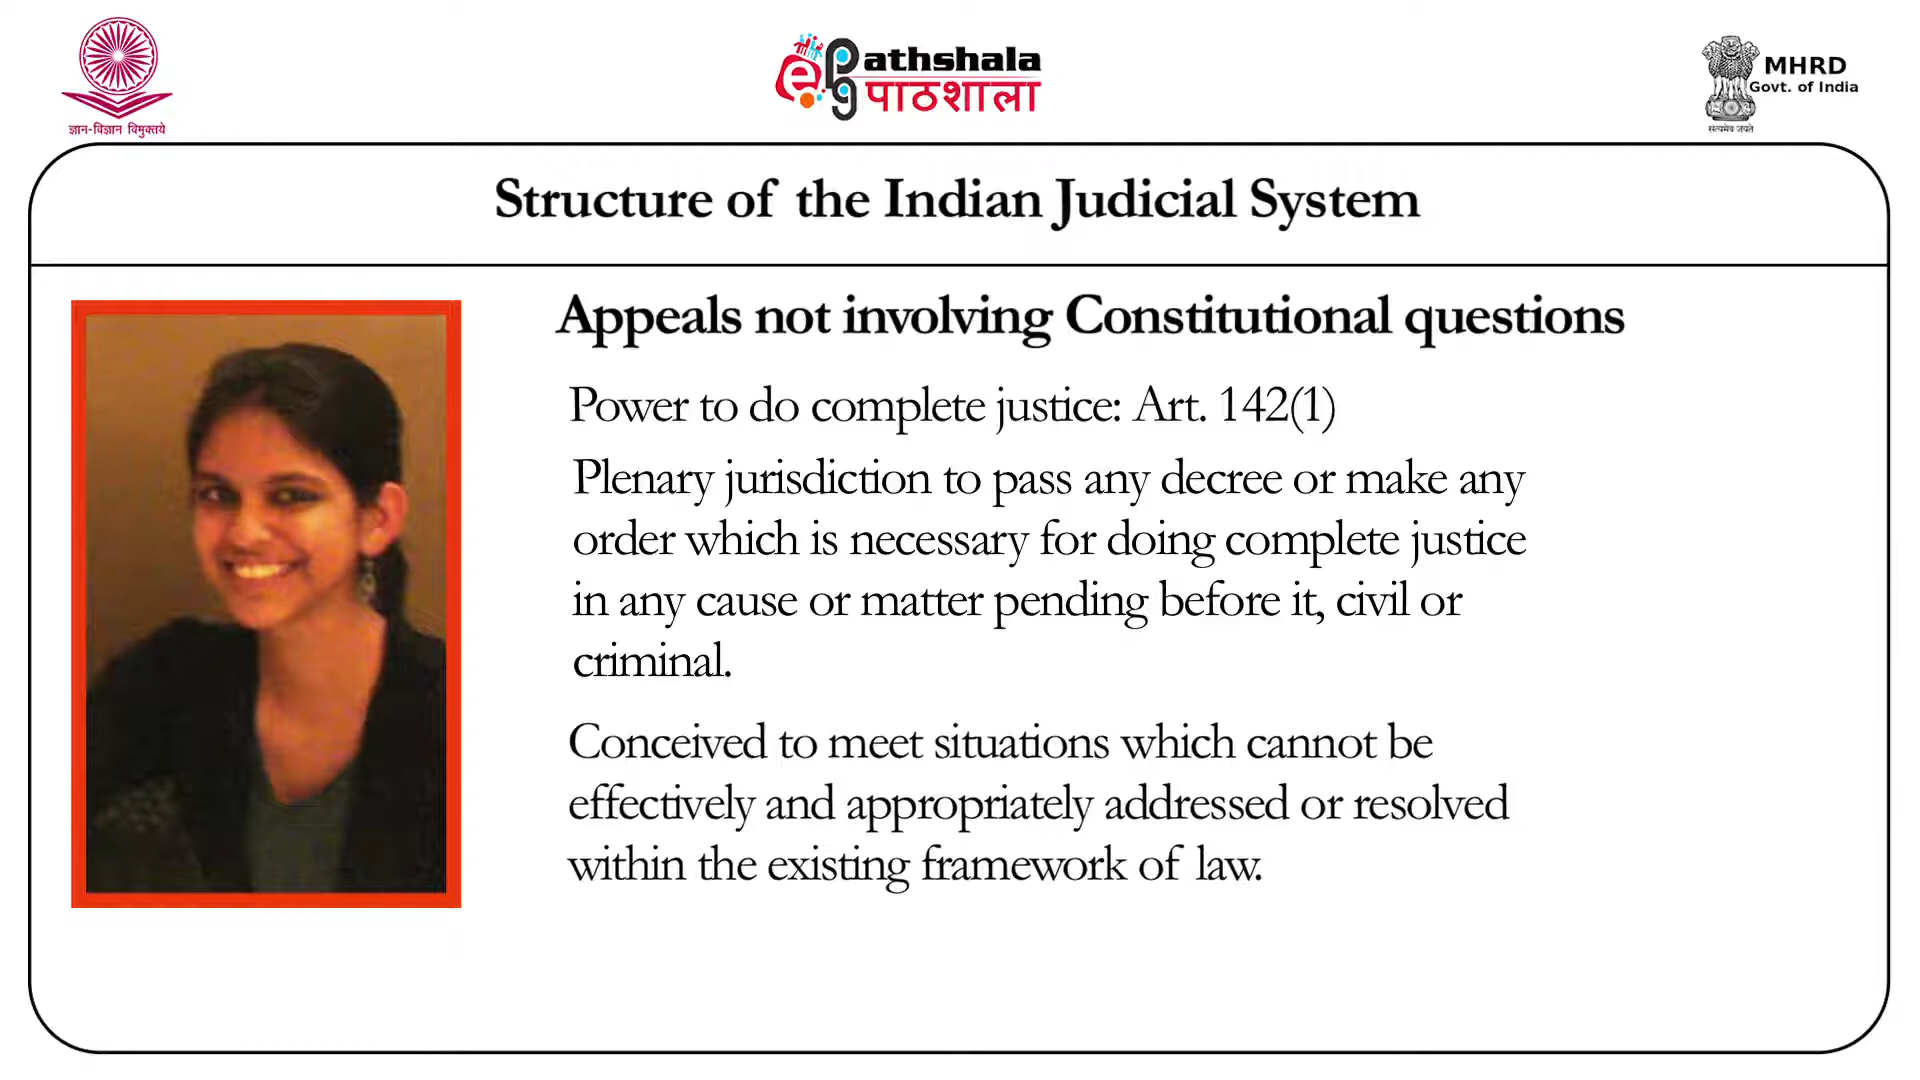 ज्ञान-विज्ञान विमुक्तये
e Pg athshala
पाठशाला
MHRD
Govt. of India
सत्यमेव जयते
Structure of the Indian Judicial System
Appeals not involving Constitutional questions
Power to do complete justice: Art. 142(1)
Plenary jurisdiction to pass any decree or make any
order which is necessary for doing complete justice
in any cause or matter pending before it, civil or
criminal.
Conceived to meet situations which cannot be
effectively and appropriately addressed or resolved
within the existing framework of law.